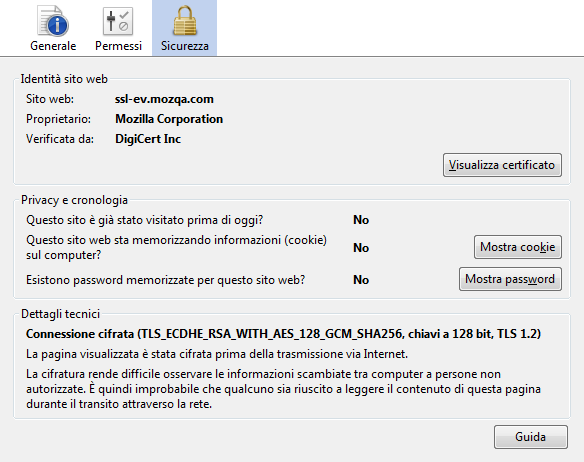 Generale Permessi Sicurezza
Identità sito web
Sito web: ssl-ev.mozqa.com
Proprietario: Mozilla Corporation
Verificata da: DigiCert Inc
Visualizza certificato
Privacy e cronologia
Questo sito è già stato visitato prima di oggi? No
Questo sito web sta memorizzando informazioni (cookie)
sul computer? No Mostra cookie
Esistono password memorizzate per questo sito web? No Mostra password
Dettagli tecnici
Connessione cifrata (TLS_ECDHE_RSA_WITH_AES_128_GCM_SHA256, chiavi a 128 bit, TLS 1.2)
La pagina visualizzata è stata cifrata prima della trasmissione via Internet.
La cifratura rende difficile osservare le informazioni scambiate tra computer a persone non
autorizzate. È quindi improbabile che qualcuno sia riuscito a leggere il contenuto di questa pagina
durante il transito attraverso la rete.
Guida